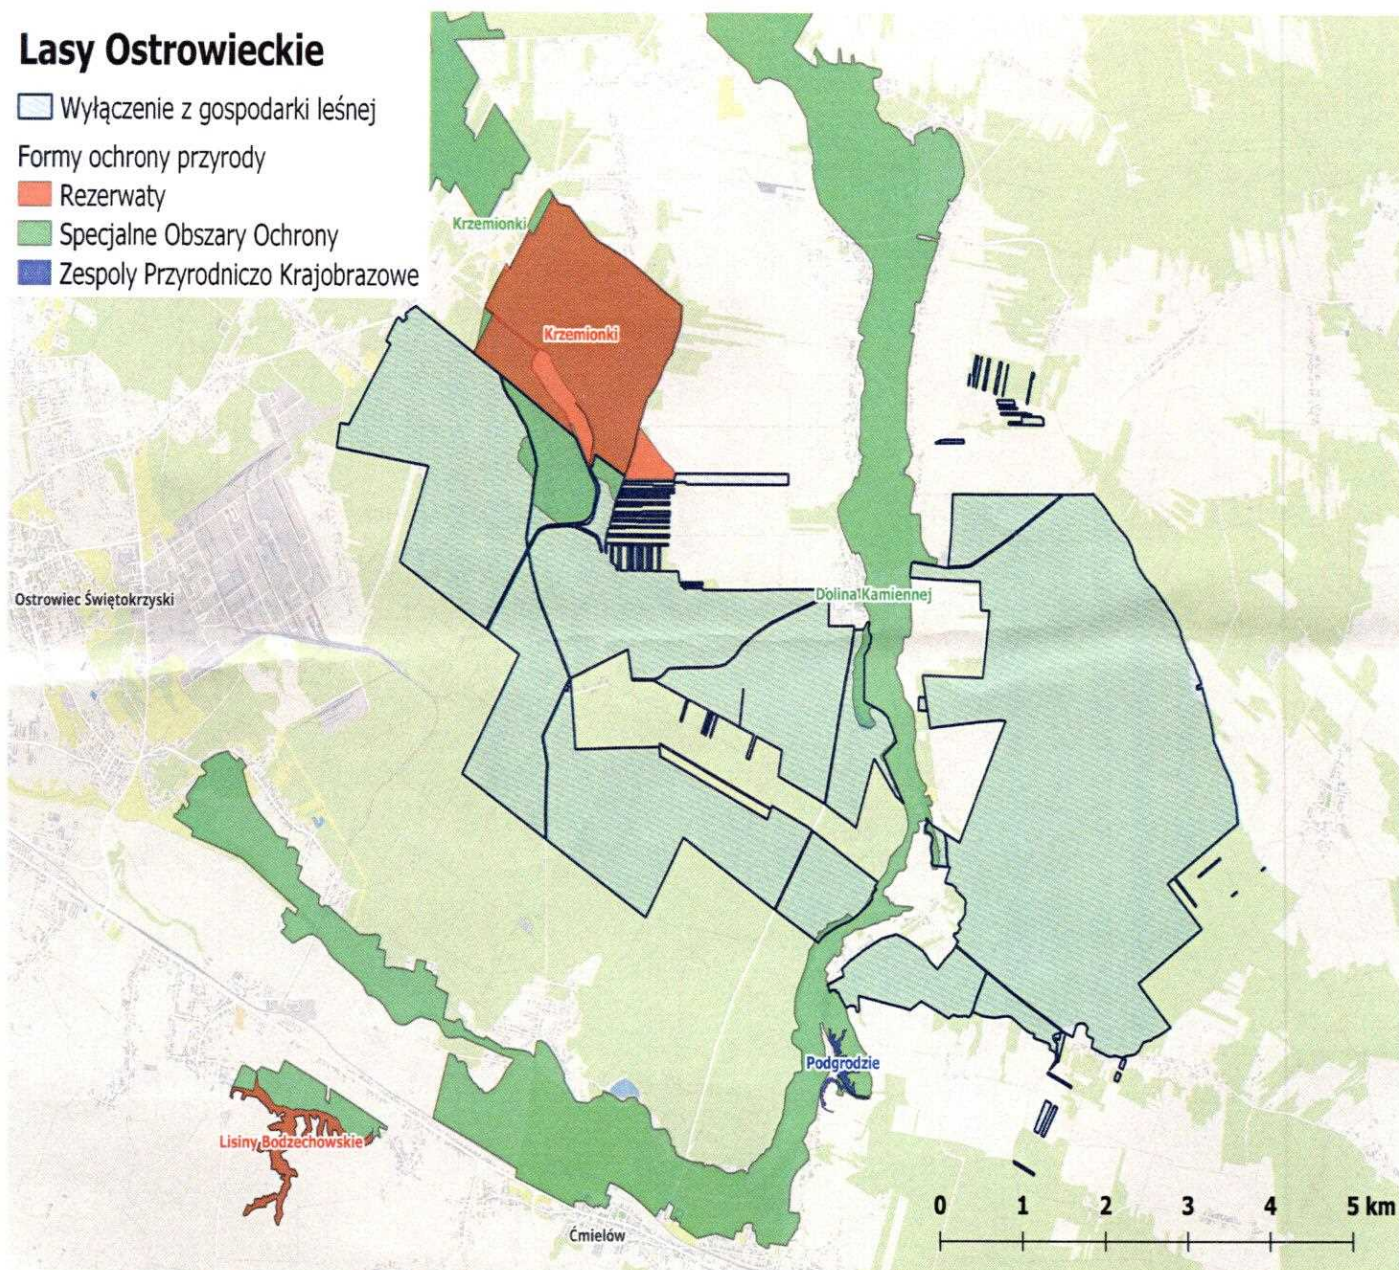 Lasy Ostrowieckie
Wyłączenie z gospodarki leśnej
Formy ochrony przyrody
Rezerwaty
Specjalne Obszary Ochrony
Zespoly Przyrodniczo Krajobrazowe
Krzemionki
Krzemionki
Dolina Kamiennej
Ostrowiec Świętokrzyski
Podgrodzie
Lisiny Bodzechowskie
Ćmielów
0 1 2 3 4 5 km